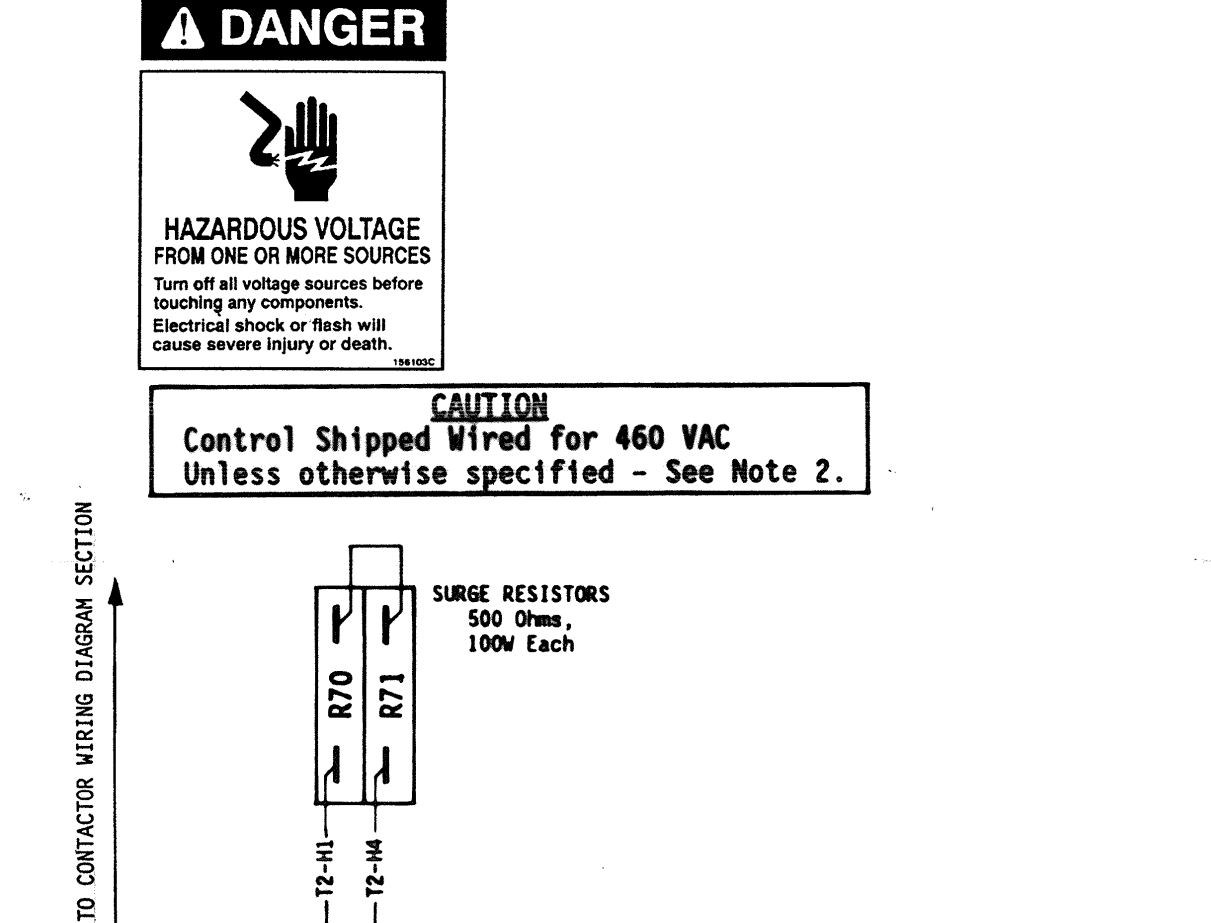 DANGER
HAZARDOUS VOLTAGE
FROM ONE OR MORE SOURCES
Turn off all voltage sources before
touching any components.
Electrical shock or flash will
cause severe injury or death.
156103C
CAUTION
Control Shipped Wired for 460 VAC
Unless otherwise specified - See Note 2.
TO CONTACTOR WIRING DIAGRAM SECTION
SURGE RESISTORS
500 Ohms,
100W Each
R70
R71
T2-H1
T2-H4